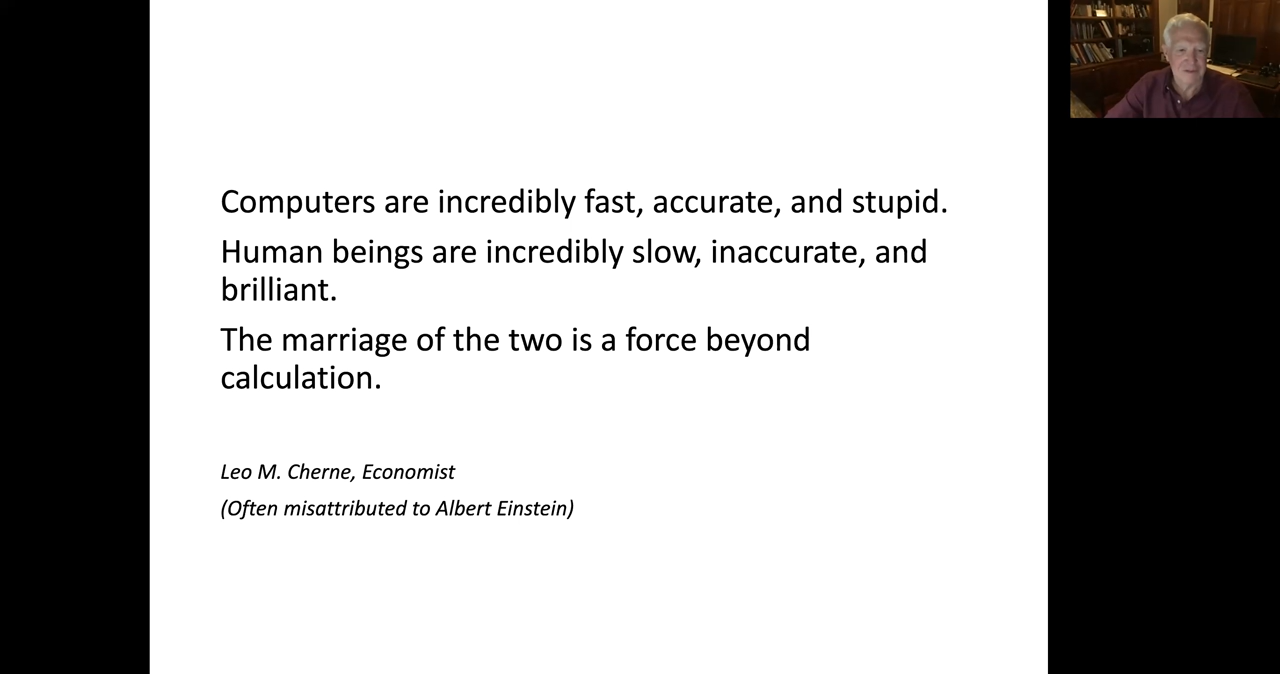 Computers are incredibly fast, accurate, and stupid.
Human beings are incredibly slow, inaccurate, and
brilliant.
The marriage of the two is a force beyond
calculation.
Leo M. Cherne, Economist
(Often misattributed to Albert Einstein)